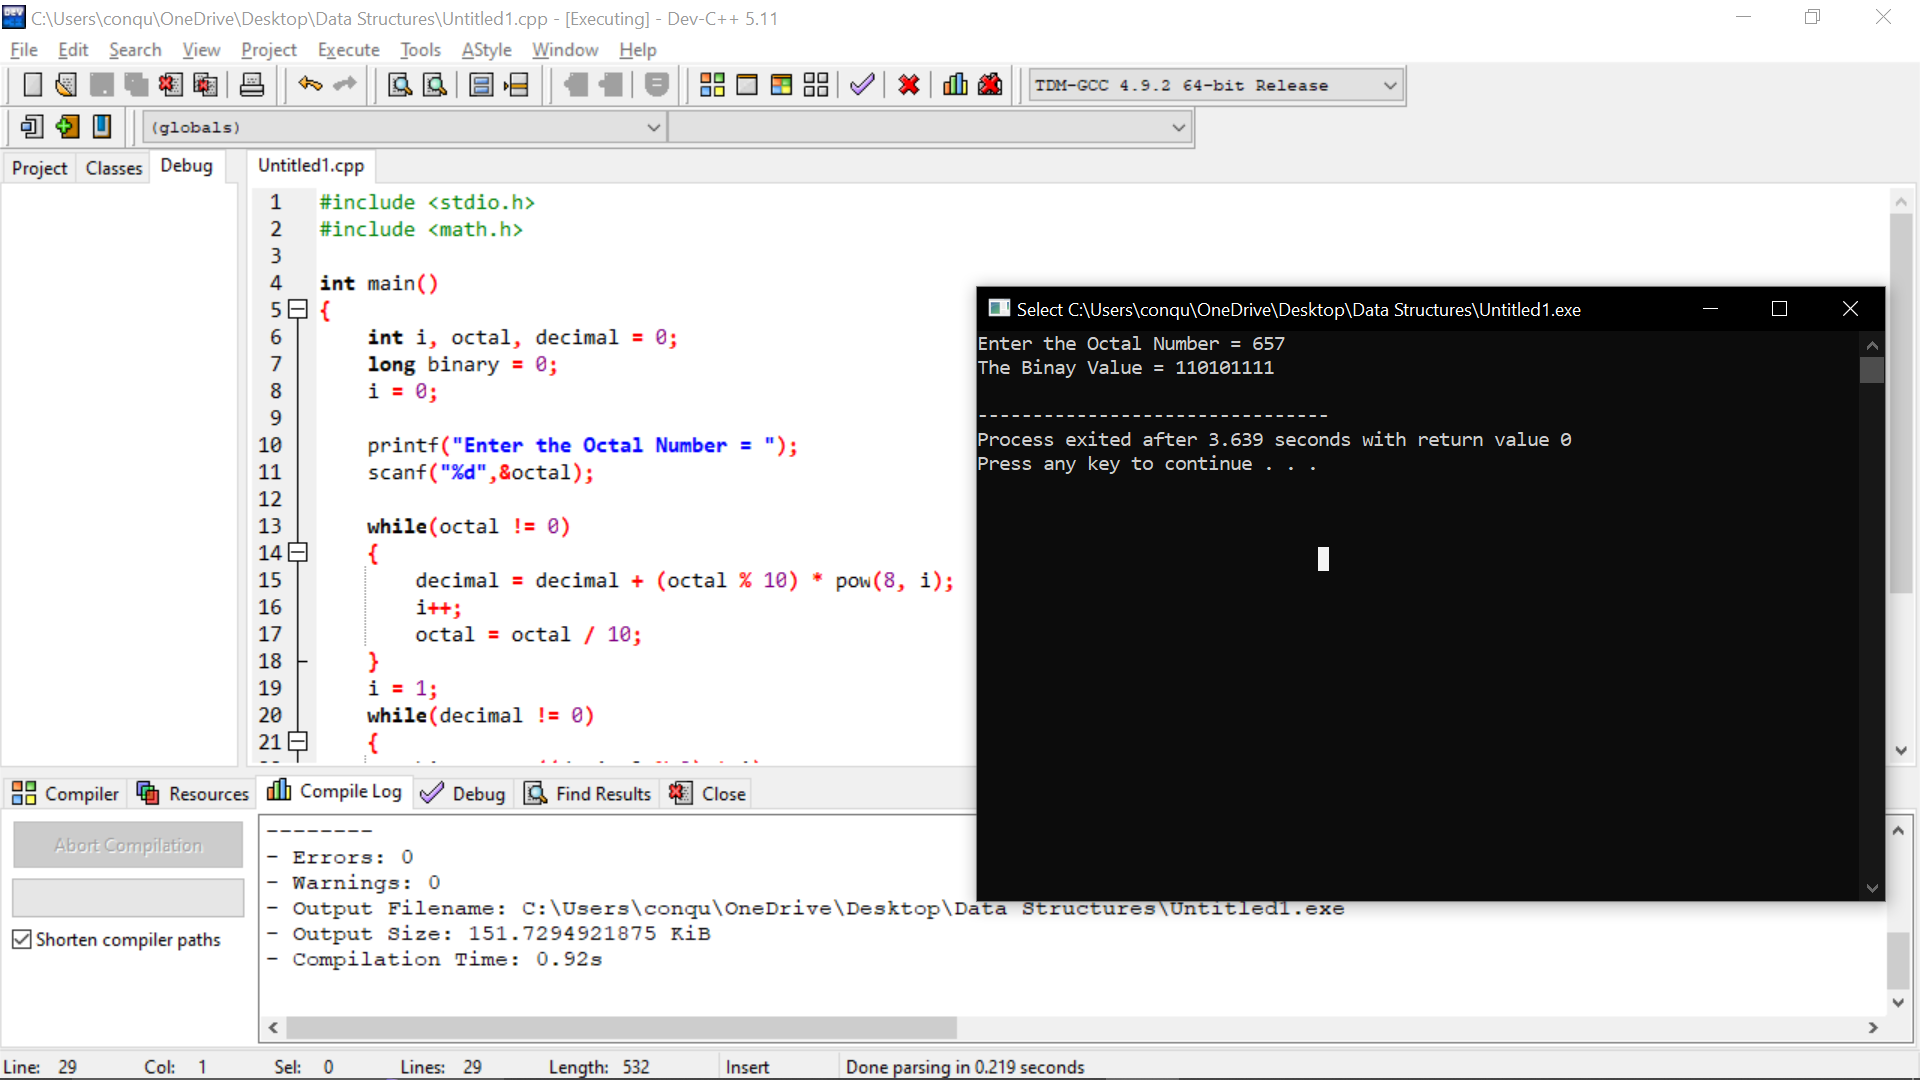 C:\Users\conqu\OneDrive\Desktop\Data Structures\Untitled1.cpp - [Executing] - Dev-C++ 5.11
File Edit Search View Project Execute Tools AStyle Window Help
TDM-GCC 4.9.2 64-bit Release
(globals)
Project Classes Debug Untitled1.cpp
1 #include <stdio.h>
2 #include <math.h>
3
4 int main()
5 {
6 int i, octal, decimal = 0;
7 long binary = 0;
8 i = 0;
9
10 printf("Enter the Octal Number = ");
11 scanf("%d",&octal);
12
13 while(octal != 0)
14 {
15 decimal = decimal + (octal % 10) * pow(8, i);
16 i++;
17 octal = octal / 10;
18 }
19 i = 1;
20 while(decimal != 0)
21 {
Select C:\Users\conqu\OneDrive\Desktop\Data Structures\Untitled1.exe
Enter the Octal Number = 657
The Binay Value = 110101111
--------------------------------
Process exited after 3.639 seconds with return value 0
Press any key to continue . . .
Compiler Resources Compile Log Debug Find Results Close
Abort Compilation
Shorten compiler paths
--------
- Errors: 0
- Warnings: 0
- Output Filename: C:\Users\conqu\OneDrive\Desktop\Data Structures\Untitled1.exe
- Output Size: 151.7294921875 KiB
- Compilation Time: 0.92s
Line: 29 Col: 1 Sel: 0 Lines: 29 Length: 532 Insert Done parsing in 0.219 seconds